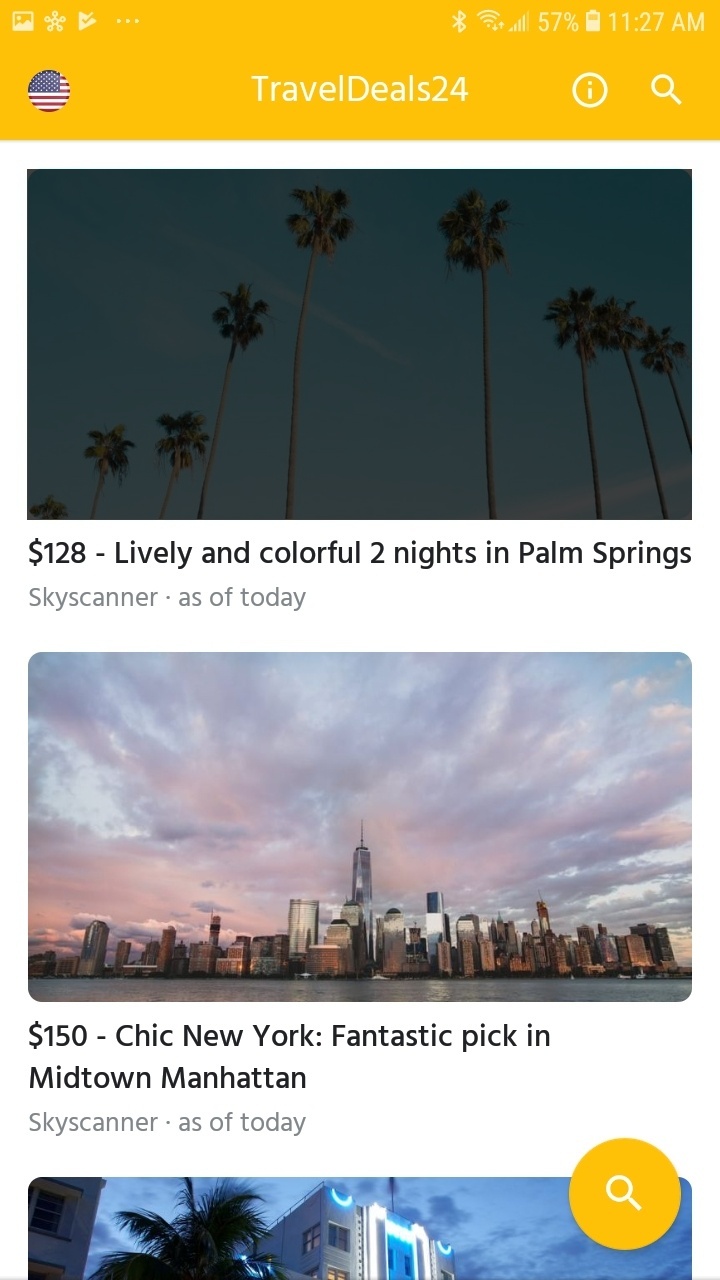 57% 11:27 AM
TravelDeals24
$128 - Lively and colorful 2 nights in Palm Springs
Skyscanner · as of today
$150 - Chic New York: Fantastic pick in
Midtown Manhattan
Skyscanner · as of today